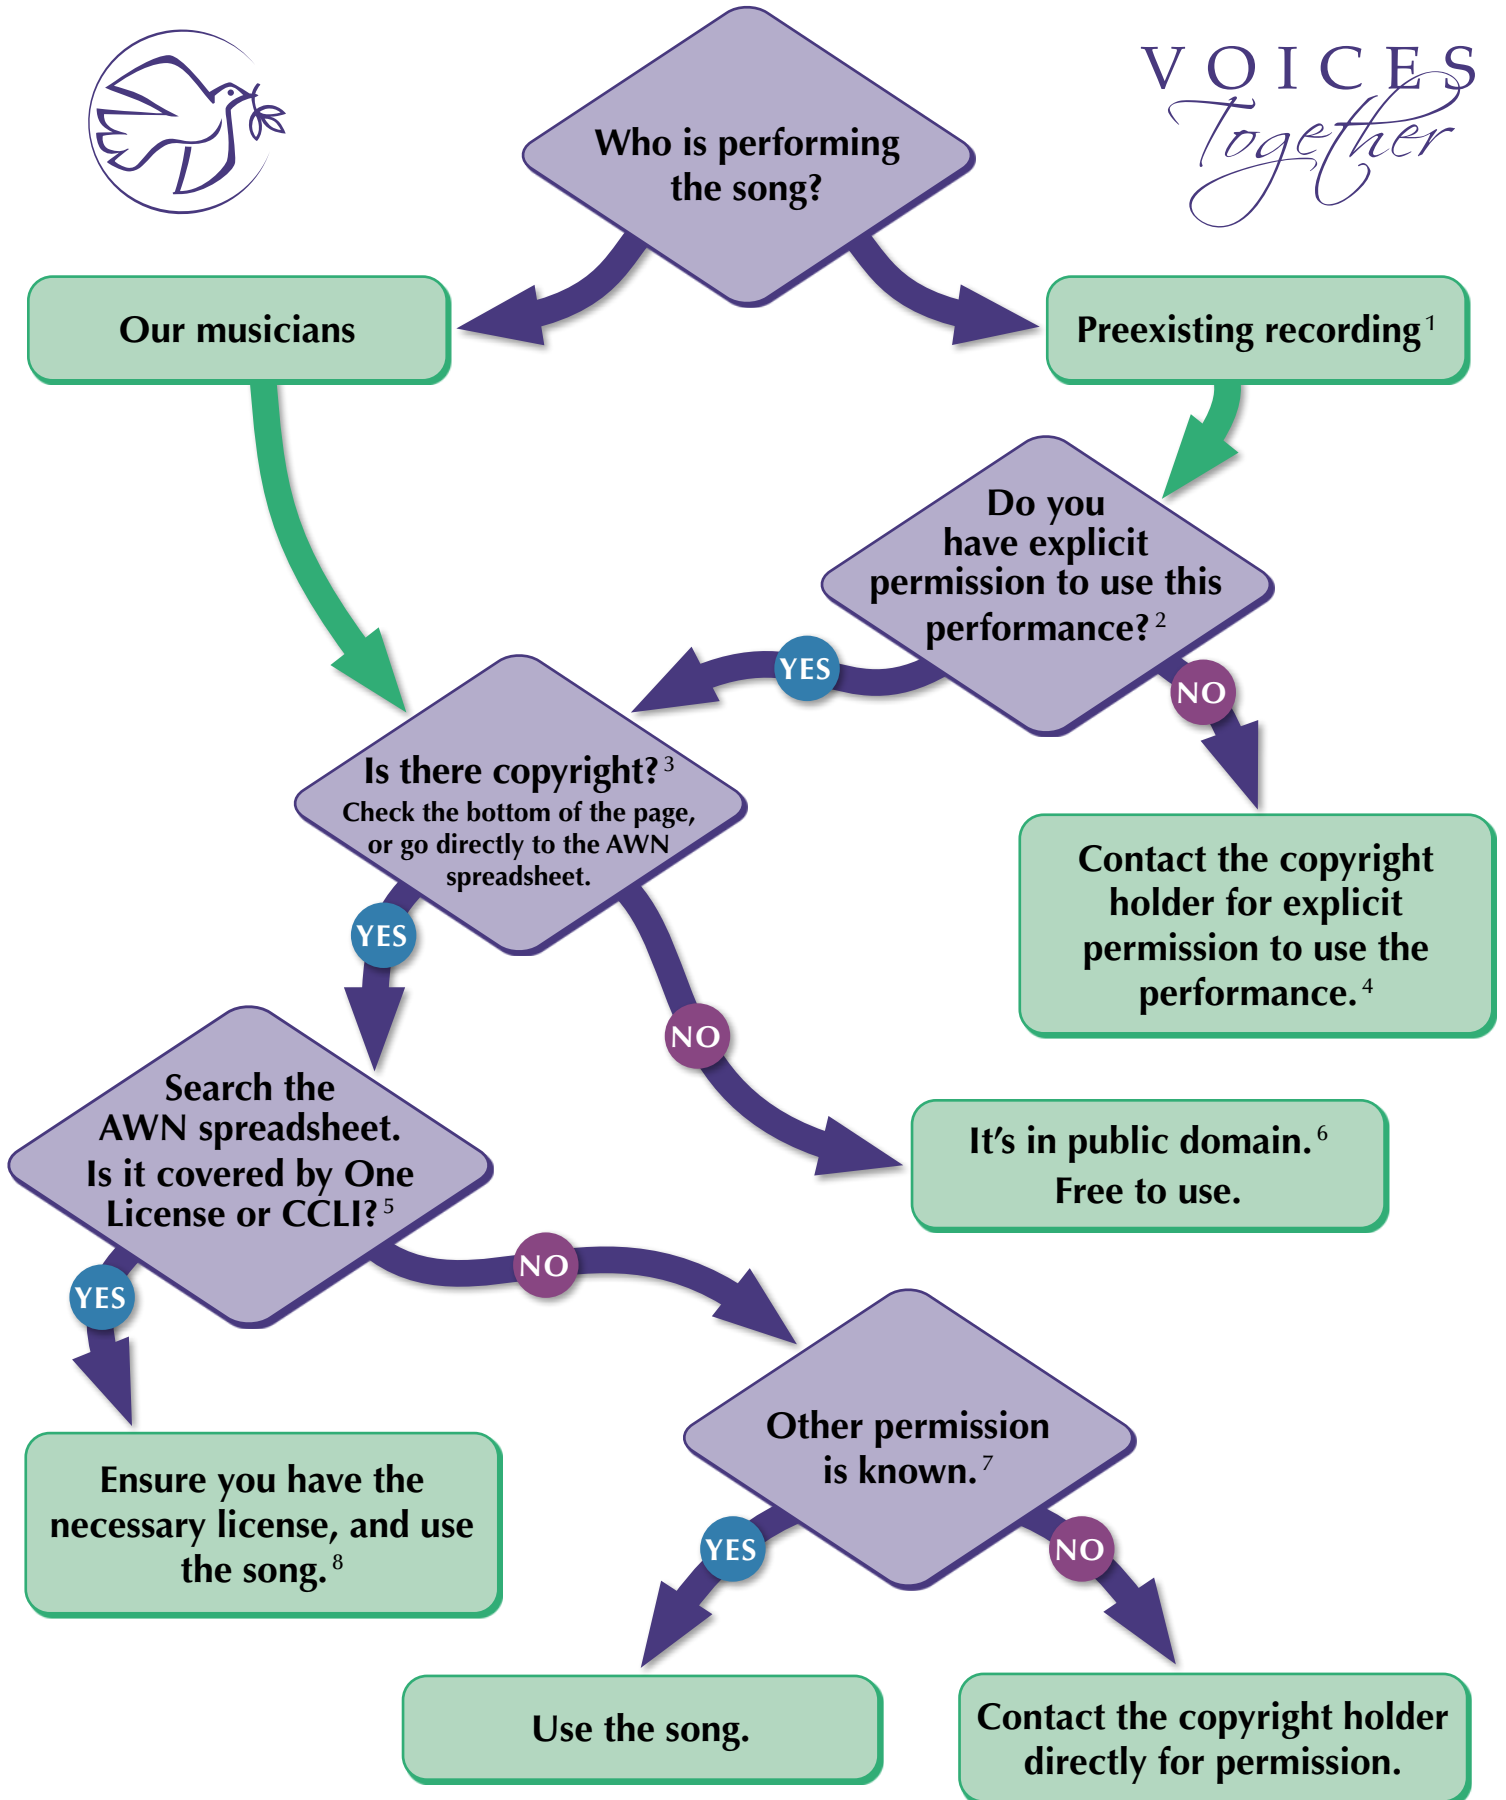 VOICES
Together
Who is performing
the song?
Our musicians
Preexisting recording 1
Do you
have explicit
permission to use this
performance? 2
YES
NO
Is there copyright? 3
Check the bottom of the page,
or go directly to the AWN
spreadsheet.
Contact the copyright
holder for explicit
permission to use the
performance. 4
YES
NO
Search the
AWN spreadsheet.
Is it covered by One
License or CCLI? 5
It's in public domain. 6
Free to use.
YES
NO
Other permission
is known. 7
Ensure you have the
necessary license, and use
the song. 8
YES
NO
Use the song.
Contact the copyright holder
directly for permission.